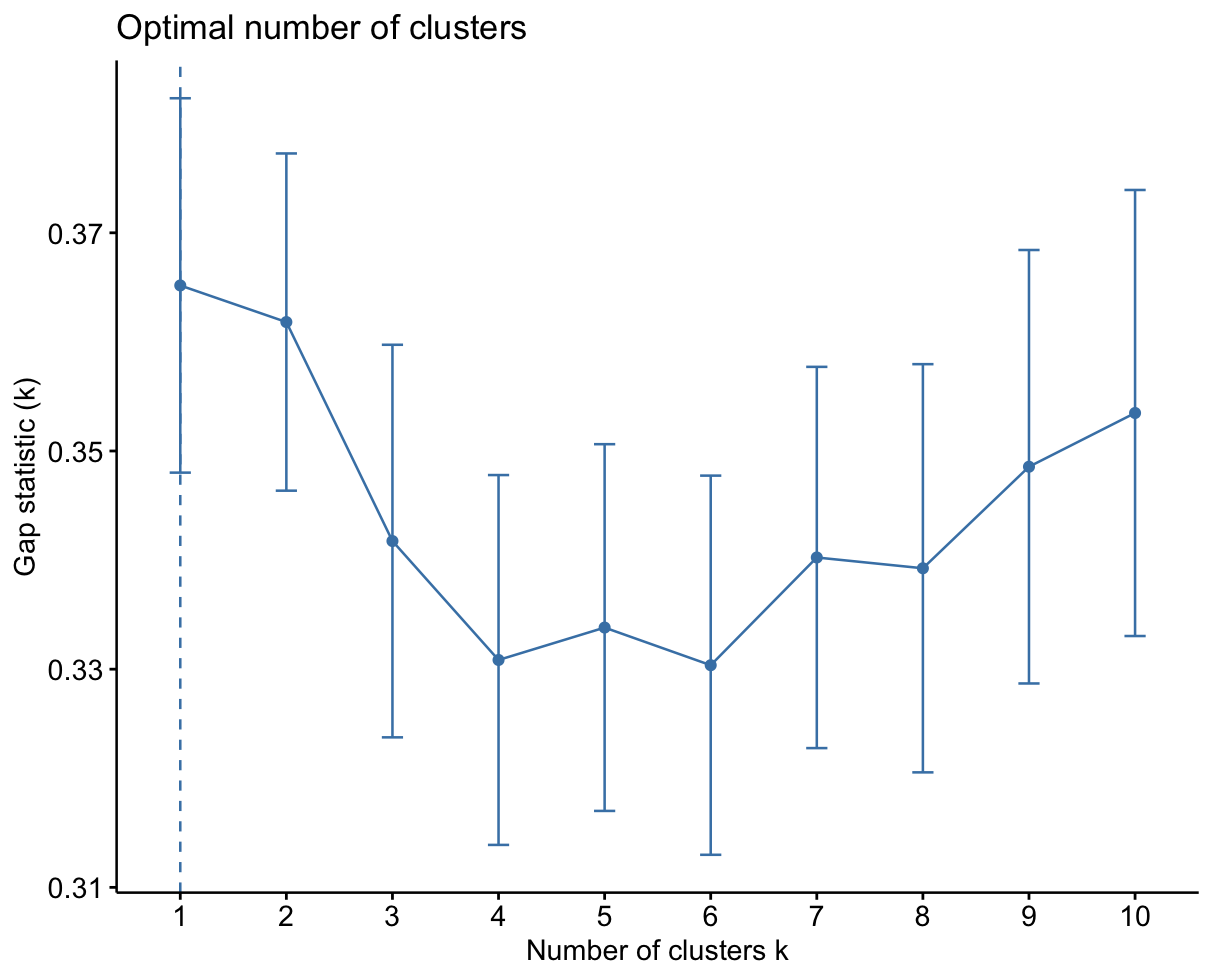 Optimal number of clusters
Gap statistic (k)
0.37
0.35
0.33
0.31
1 2 3 4 5 6 7 8 9 10
Number of clusters k